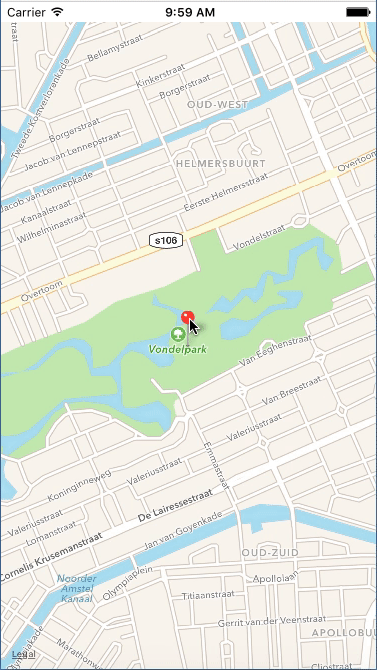 Carrier
9:59 AM
Bellamystraat
Tweede Kostverlorenkade
Kinkerstraat
Borgerstraat
OUD-WEST
Borgerstraat
Jacob van Lennepstraat
HELMERSBUURT
Jacob van Lennepkade
Overtoom
Kanaalstraat
Eerste Helmersstraat
Wilhelminastraat
s106
Vondelstraat
Overtoom
Vondelpark
Van Eeghenstraat
Van Breestraat
Valeriusstraat
Emmastraat
Valeriusstraat
Koninginneweg
De Lairessestraat
Valeriusstraat
Jan van Goyenkade
Lomanstraat
Cornelis Krusemanstraat
OUD-ZUID
Noorder
Amstel
Kanaal
Olympiaplein
Apollolaan
Titiaanstraat
Gerrit van der Veenstraat
APOLLOBU
Marathonw
Legal
Cliostraat